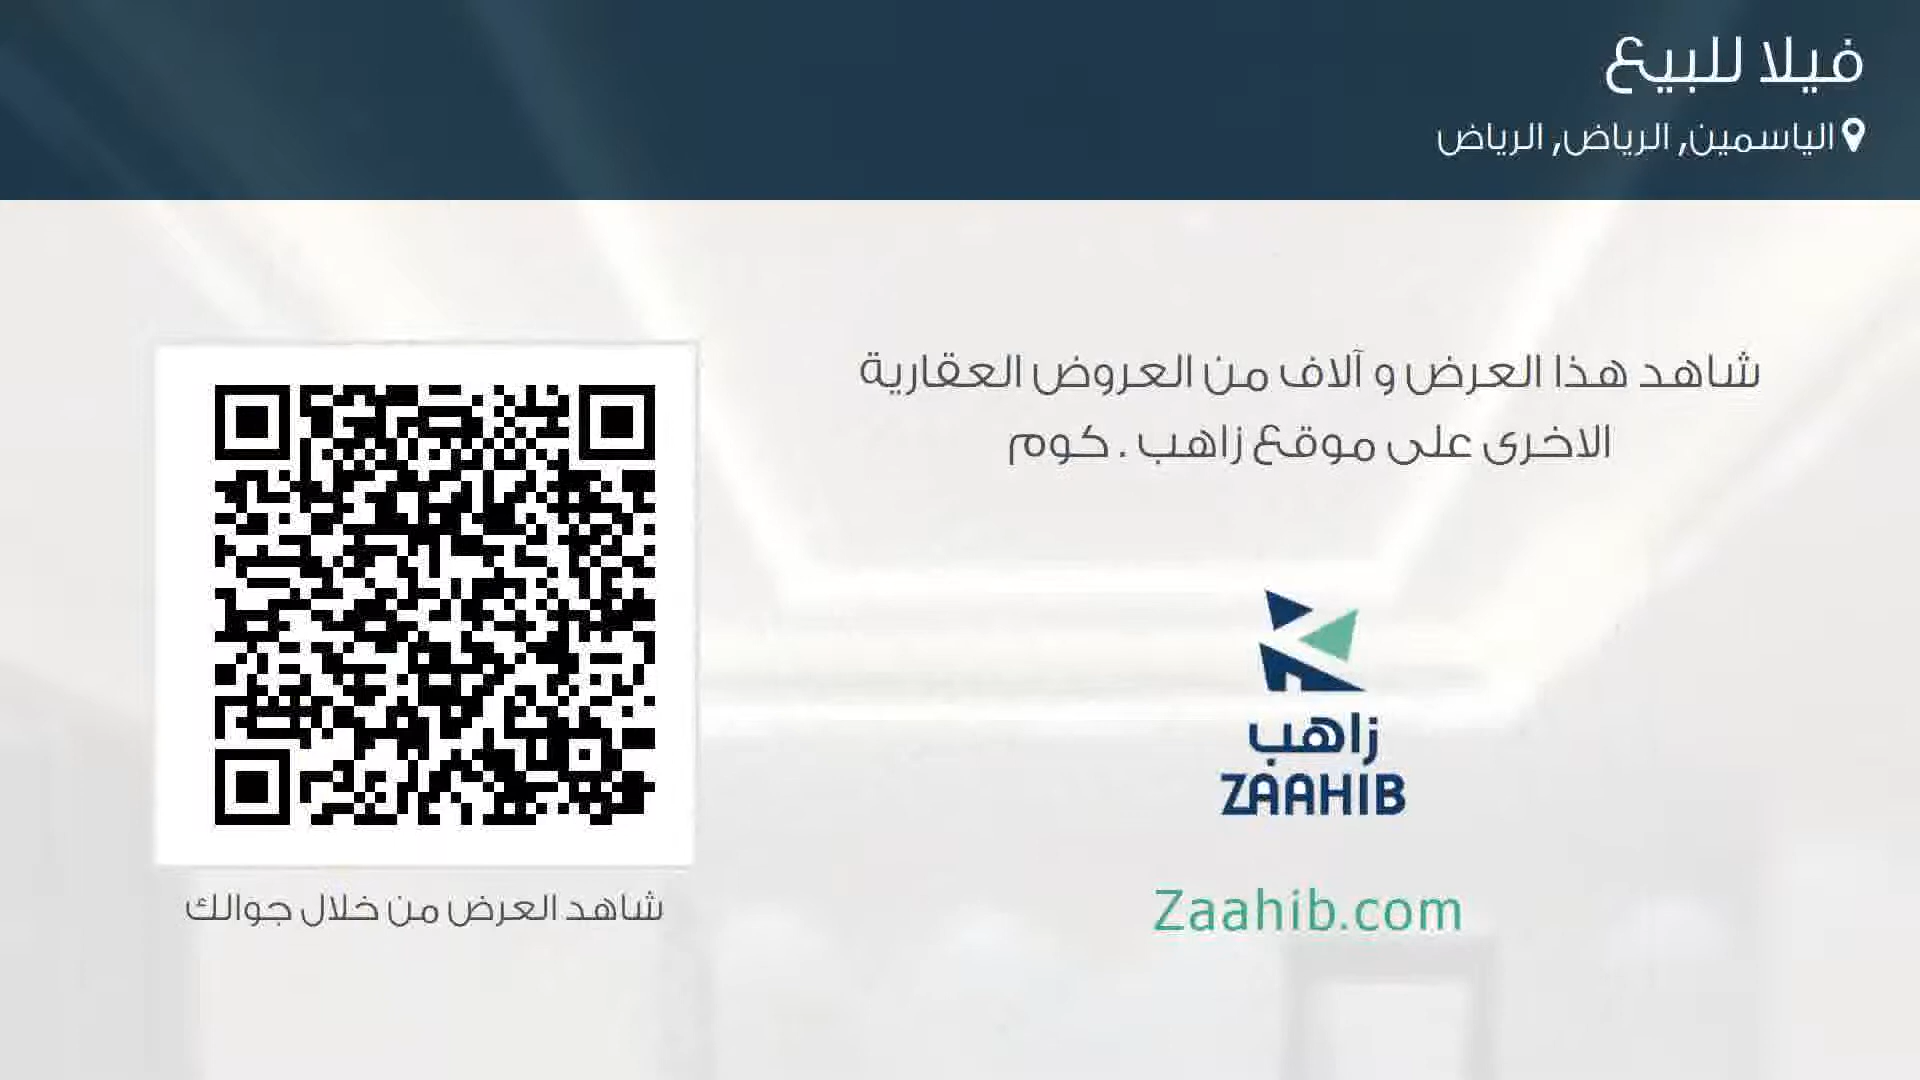 فيلا للبيع
الياسمين, الرياض, الرياض
شاهد هذا العرض و آلاف من العروض العقارية
الاخرى على موقع زاهب . كوم
زاهب
ZAAHIB
Zaahib.com
شاهد العرض من خلال جوالك